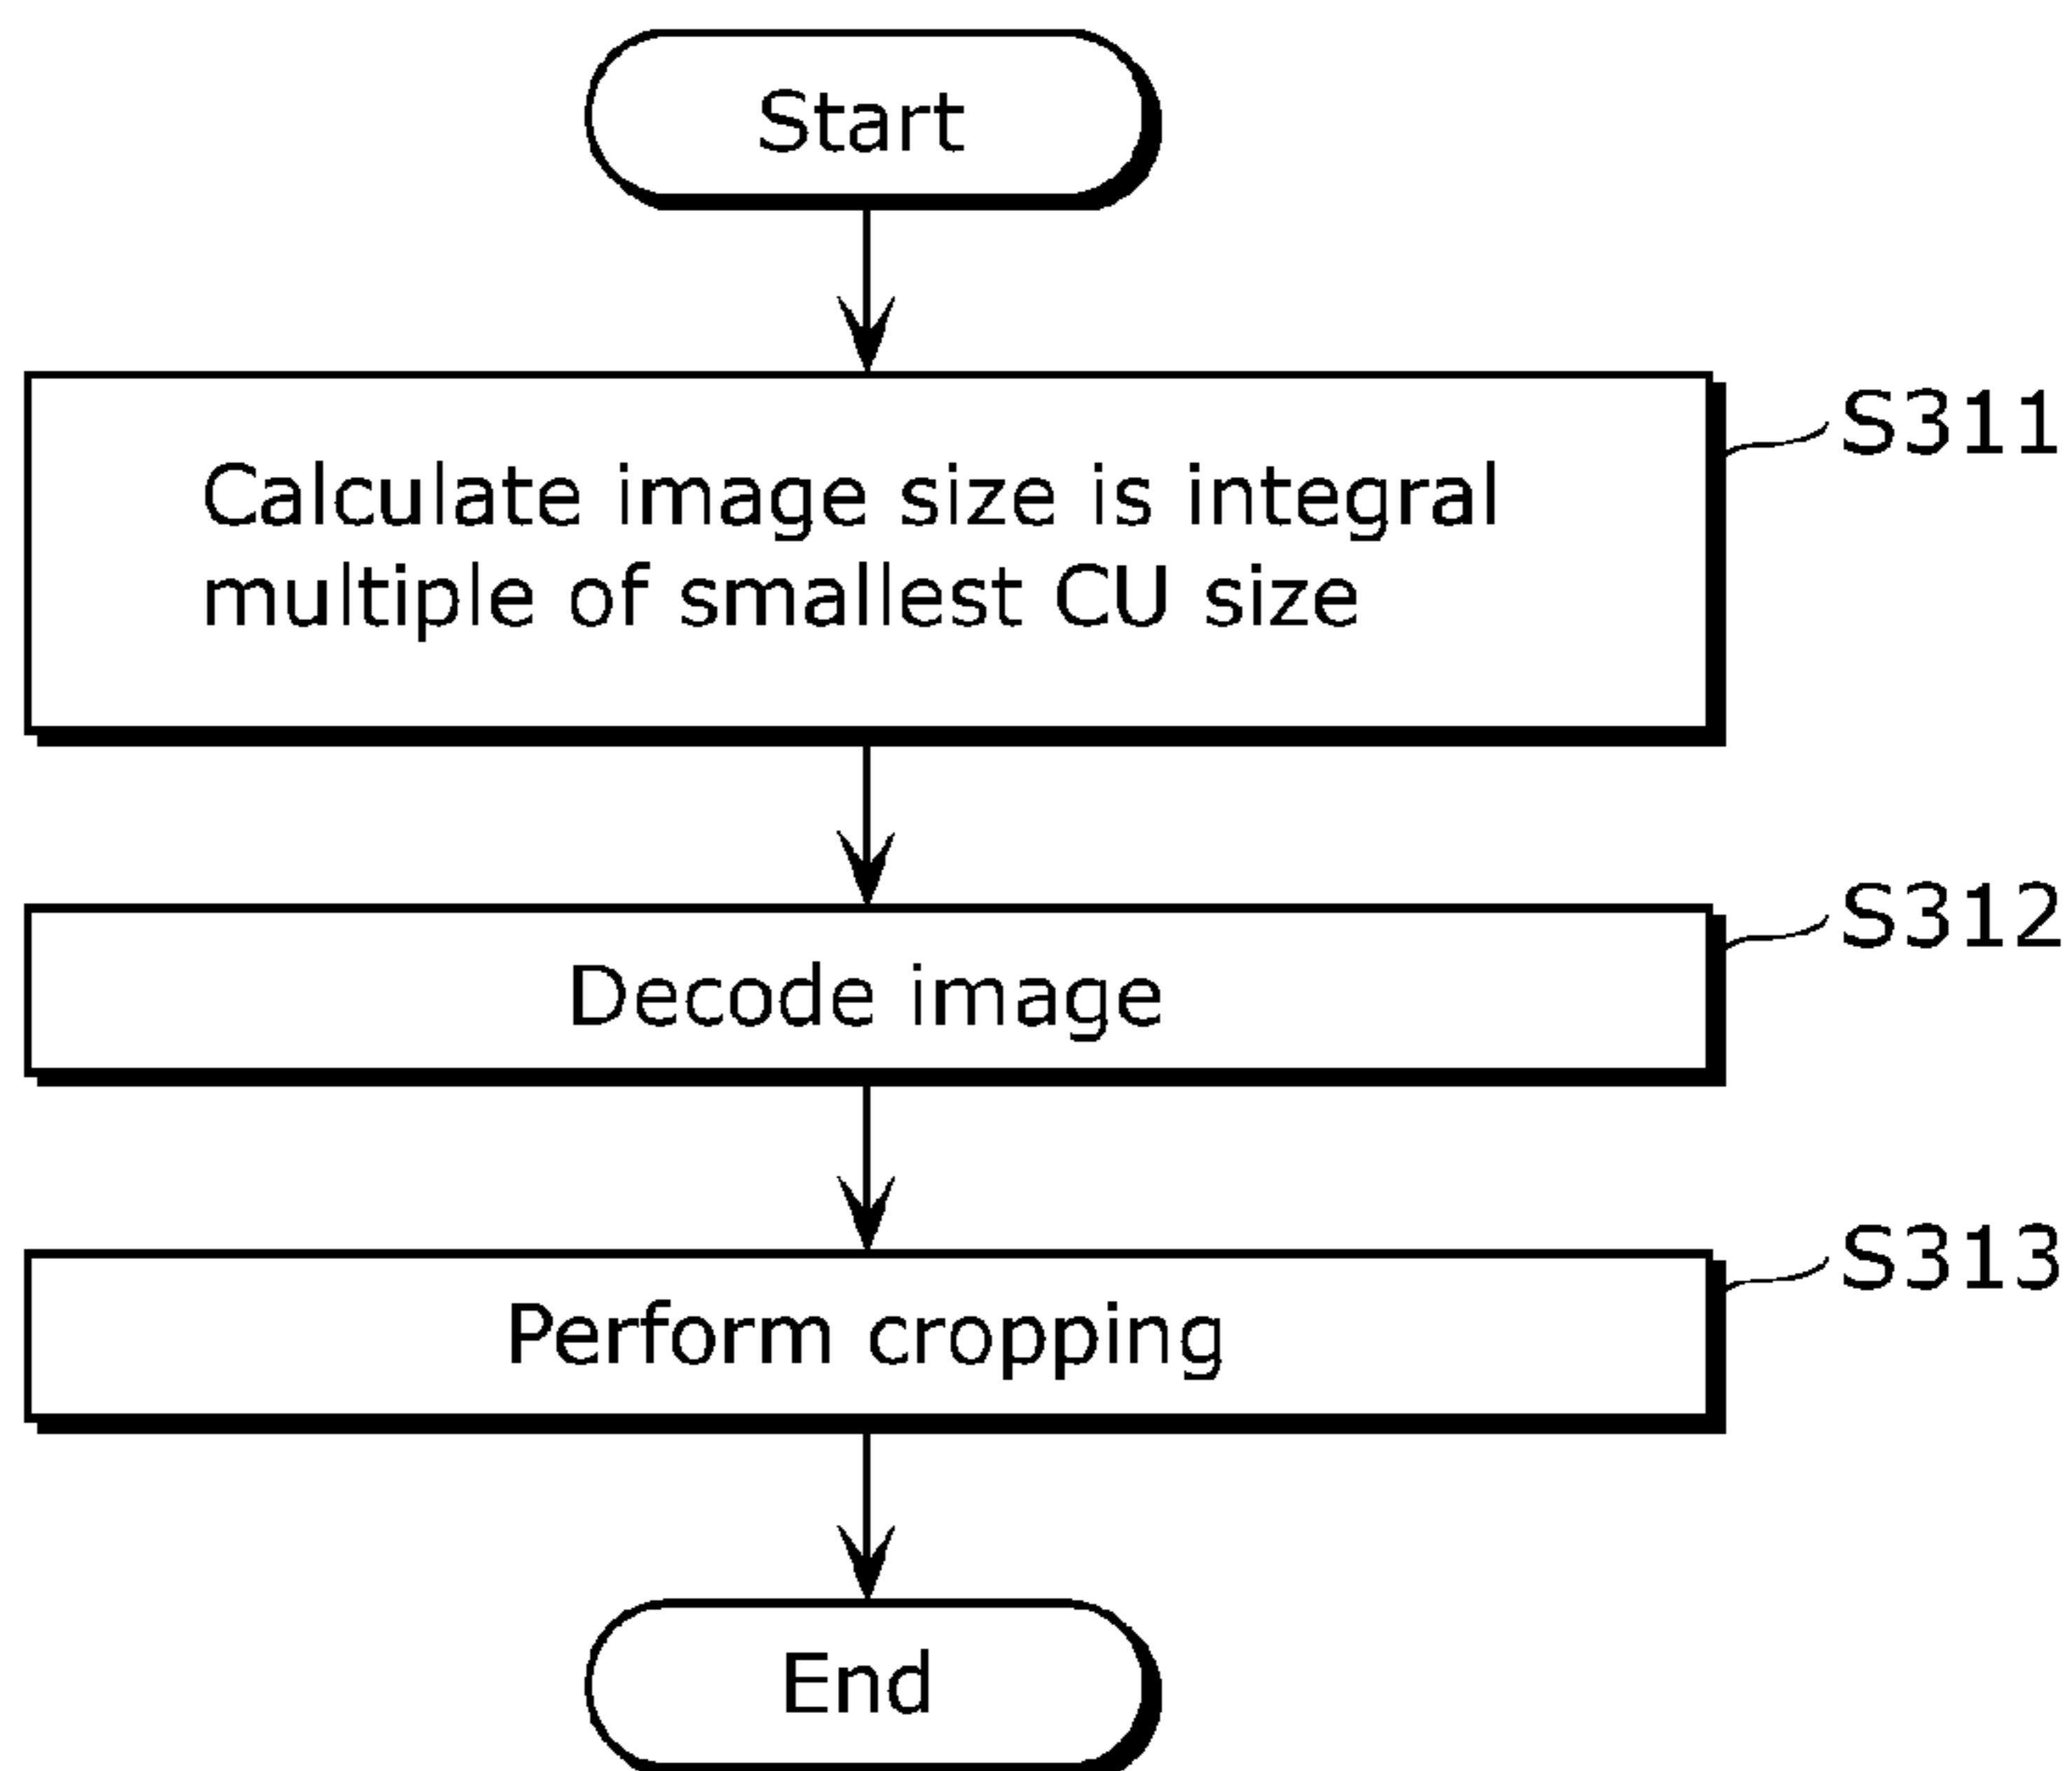 Start
S311
Calculate image size is integral
multiple of smallest CU size
S312
Decode image
S313
Perform cropping
End